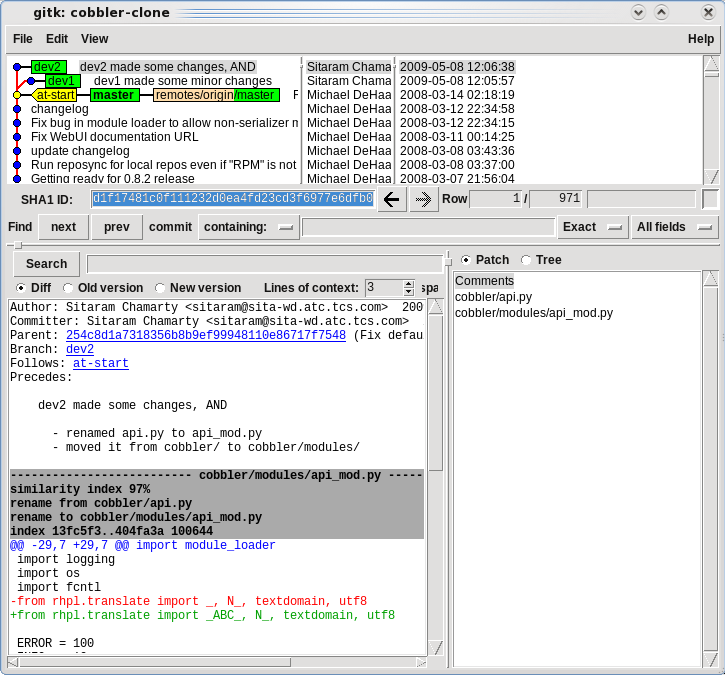 gitk: cobbler-clone
File Edit View Help
dev2 dev2 made some changes, AND Sitaram Chama 2009-05-08 12:06:38
dev1 dev1 made some minor changes Sitaram Chama 2009-05-08 12:05:57
at-start master remotes/origin/master F Michael DeHaa 2008-03-14 02:18:19
changelog Michael DeHaa 2008-03-12 22:34:58
Fix bug in module loader to allow non-serializer m Michael DeHaa 2008-03-12 22:34:15
Fix WebUI documentation URL Michael DeHaa 2008-03-11 00:14:25
update changelog Michael DeHaa 2008-03-08 03:43:36
Run reposync for local repos even if "RPM" is not Michael DeHaa 2008-03-08 03:37:00
Getting ready for 0.8.2 release Michael DeHaa 2008-03-07 21:56:04
SHA1 ID: d1f17481c0f111232d0ea4fd23cd3f6977e6dfb0 Row 1 / 971
Find next prev commit containing: Exact All fields
Search
Diff Old version New version Lines of context: 3 spa
Patch Tree
Author: Sitaram Chamarty <sitaram@sita-wd.atc.tcs.com> 200
Committer: Sitaram Chamarty <sitaram@sita-wd.atc.tcs.com>
Parent: 254c8d1a7318356b8b9ef99948110e86717f7548 (Fix defau
Branch: dev2
Follows: at-start
Precedes:
dev2 made some changes, AND
- renamed api.py to api_mod.py
- moved it from cobbler/ to cobbler/modules/
-------------------------- cobbler/modules/api_mod.py -----
similarity index 97%
rename from cobbler/api.py
rename to cobbler/modules/api_mod.py
index 13fc5f3..404fa3a 100644
@@ -29,7 +29,7 @@ import module_loader
import logging
import os
import fcntl
-from rhpl.translate import _, N_, textdomain, utf8
+from rhpl.translate import _ABC_, N_, textdomain, utf8
ERROR = 100
Comments
cobbler/api.py
cobbler/modules/api_mod.py